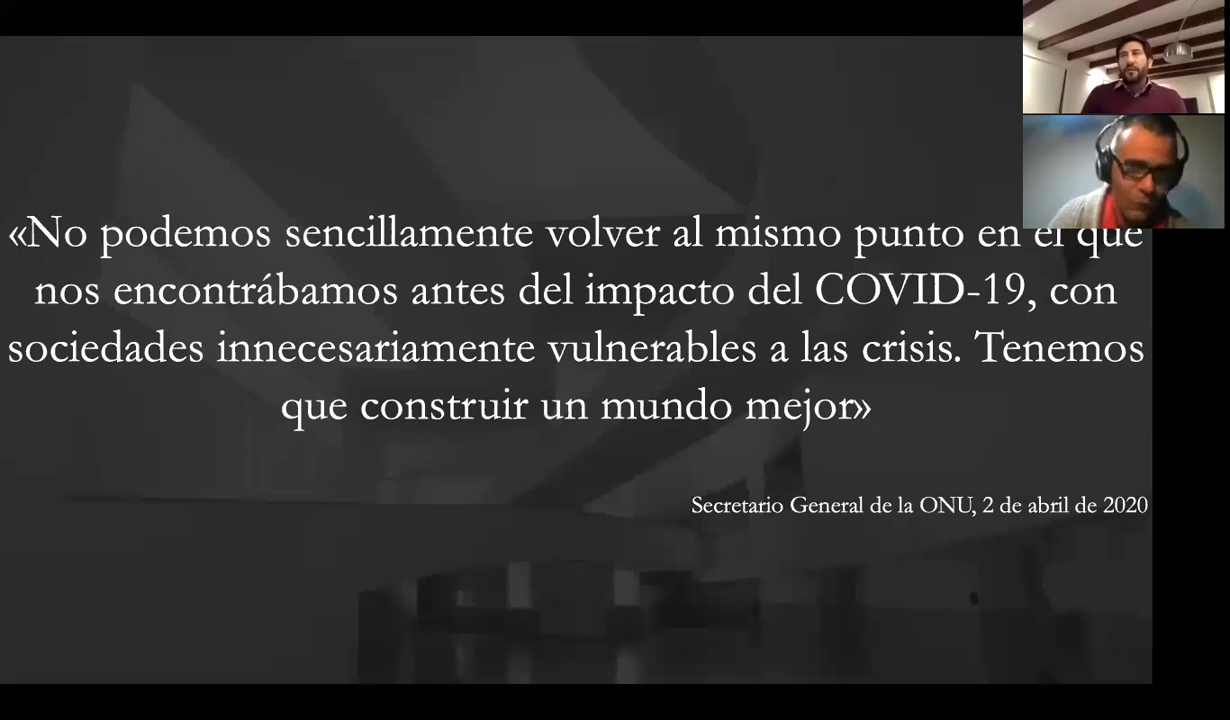 «No podemos sencillamente volver al mismo punto en el que
nos encontrábamos antes del impacto del COVID-19, con
sociedades innecesariamente vulnerables a las crisis. Tenemos
que construir un mundo mejor»
Secretario General de la ONU, 2 de abril de 2020